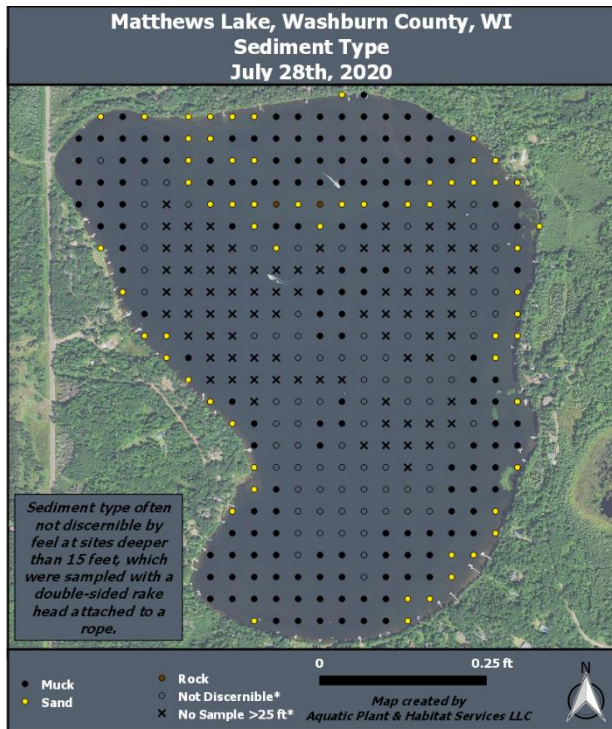 Matthews Lake, Washburn County, WI
Sediment Type
July 28th, 2020
Sediment type often
not discernible by
feel at sites deeper
than 15 feet, which
were sampled with a
double-sided rake
head attached to a
rope.
Muck
Sand
Rock
Not Discernible*
No Sample >25 ft*
0 0.25 ft
Map created by
Aquatic Plant & Habitat Services LLC
N